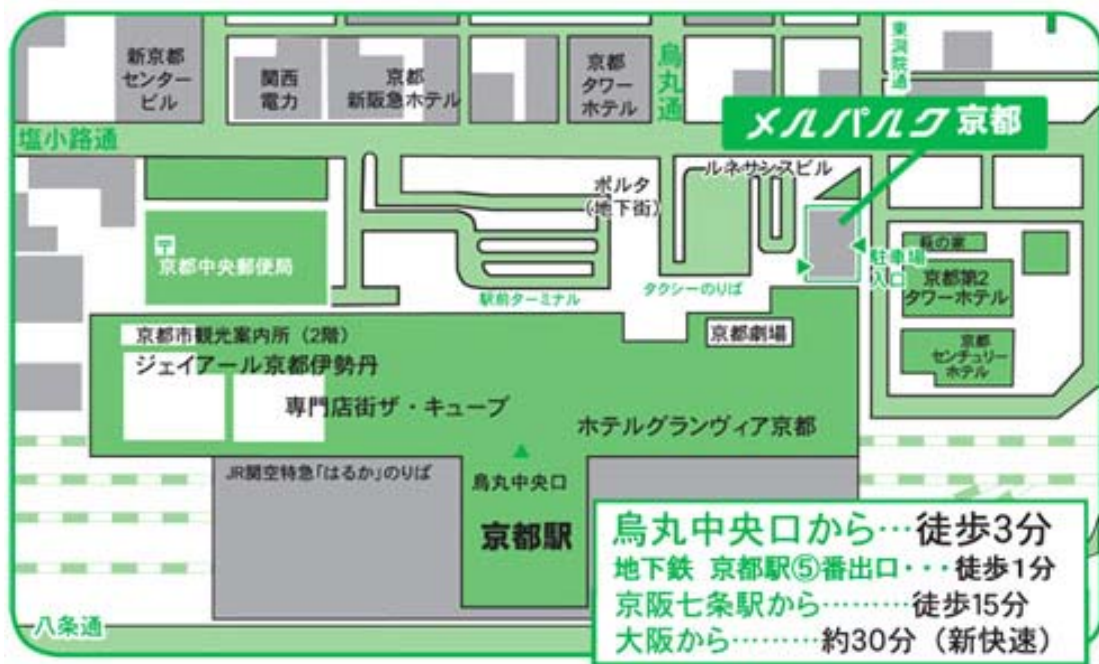 新京都
センター
ビル
関西
電力
京都
新阪急ホテル
京都
タワー
ホテル
烏丸通
東洞院通
メルパルク 京都
塩小路通
ルネサンスビル
ポルタ
(地下街)
〒
京都中央郵便局
駅前ターミナル
タクシーのりば
駐車場
入口
萩の家
京都第2
タワーホテル
京都
センチュリー
ホテル
京都劇場
京都市観光案内所(2階)
ジェイアール京都伊勢丹
専門店街ザ・キューブ
ホテルグランヴィア京都
JR関空特急「はるか」のりば
烏丸中央口
京都駅
八条通
烏丸中央口から…徒歩3分
地下鉄 京都駅⑤番出口・・・徒歩1分
京阪七条駅から………徒歩15分
大阪から………約30分(新快速)